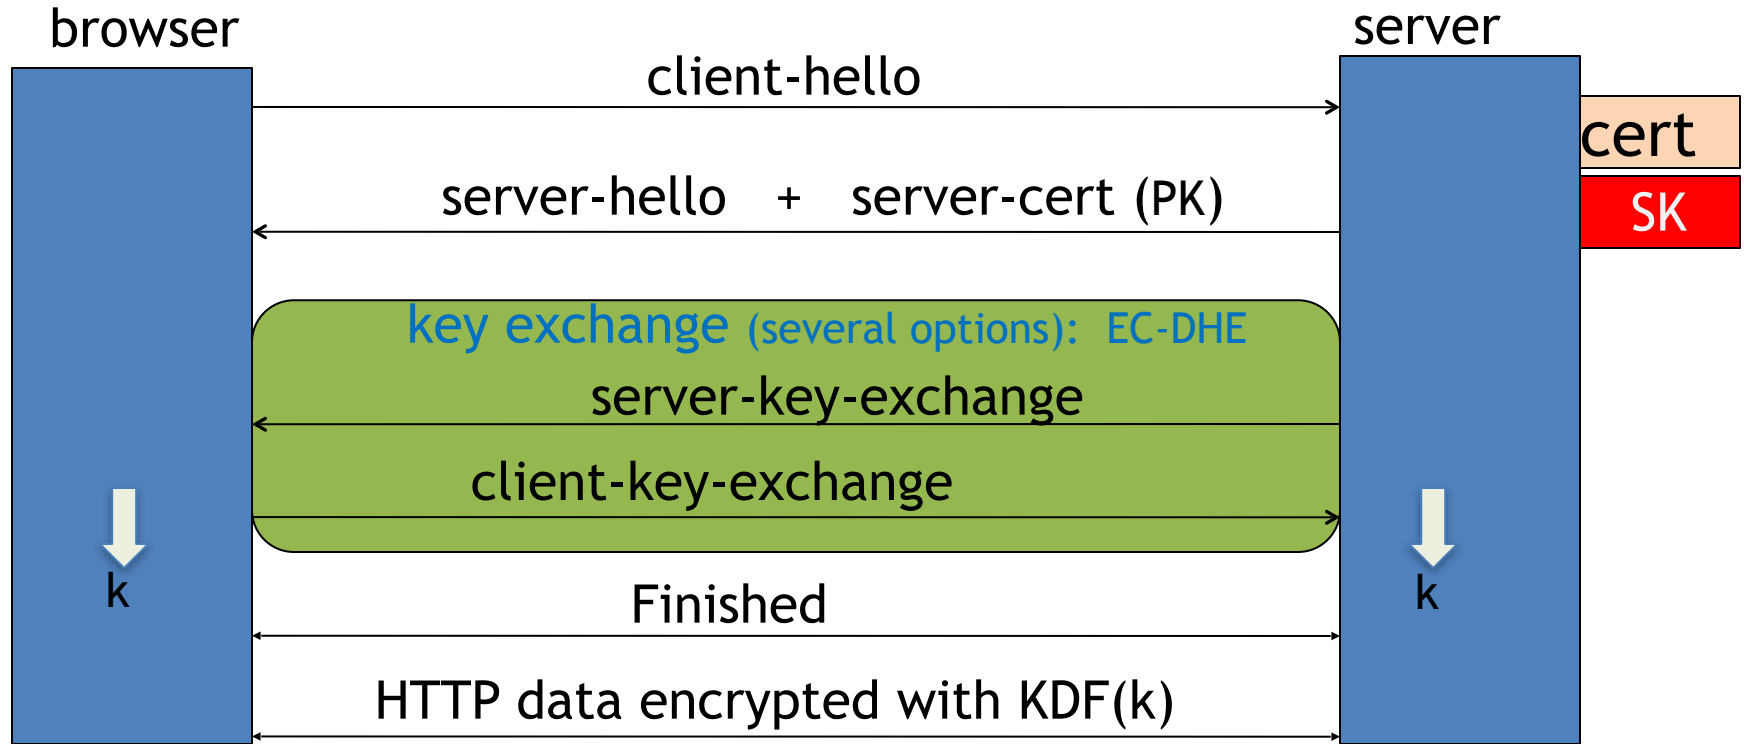 browser
server
client-hello
cert
server-hello + server-cert (PK)
SK
key exchange (several options): EC-DHE
server-key-exchange
client-key-exchange
k
k
Finished
HTTP data encrypted with KDF(k)